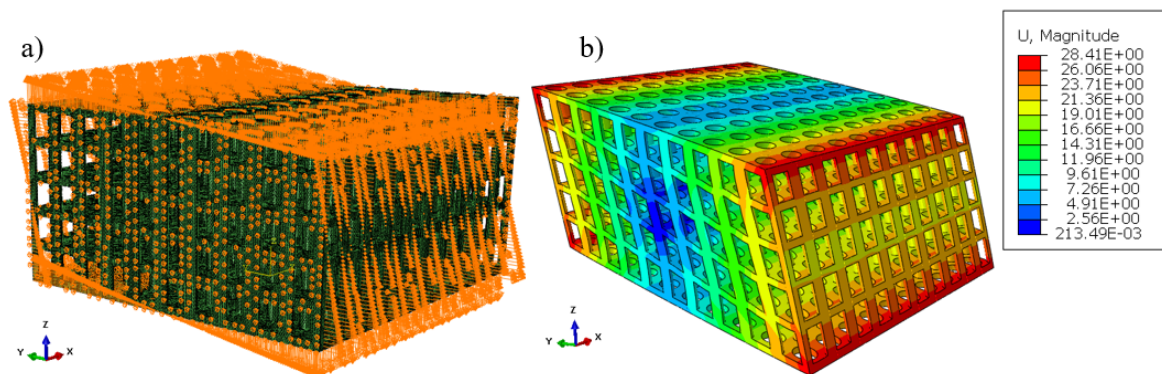 a)
b)
U, Magnitude
28.41E+00
26.06E+00
23.71E+00
21.36E+00
19.01E+00
16.66E+00
14.31E+00
11.96E+00
9.61E+00
7.26E+00
4.91E+00
2.56E+00
213.49E-03
Z
Y
X
Z
Y
X